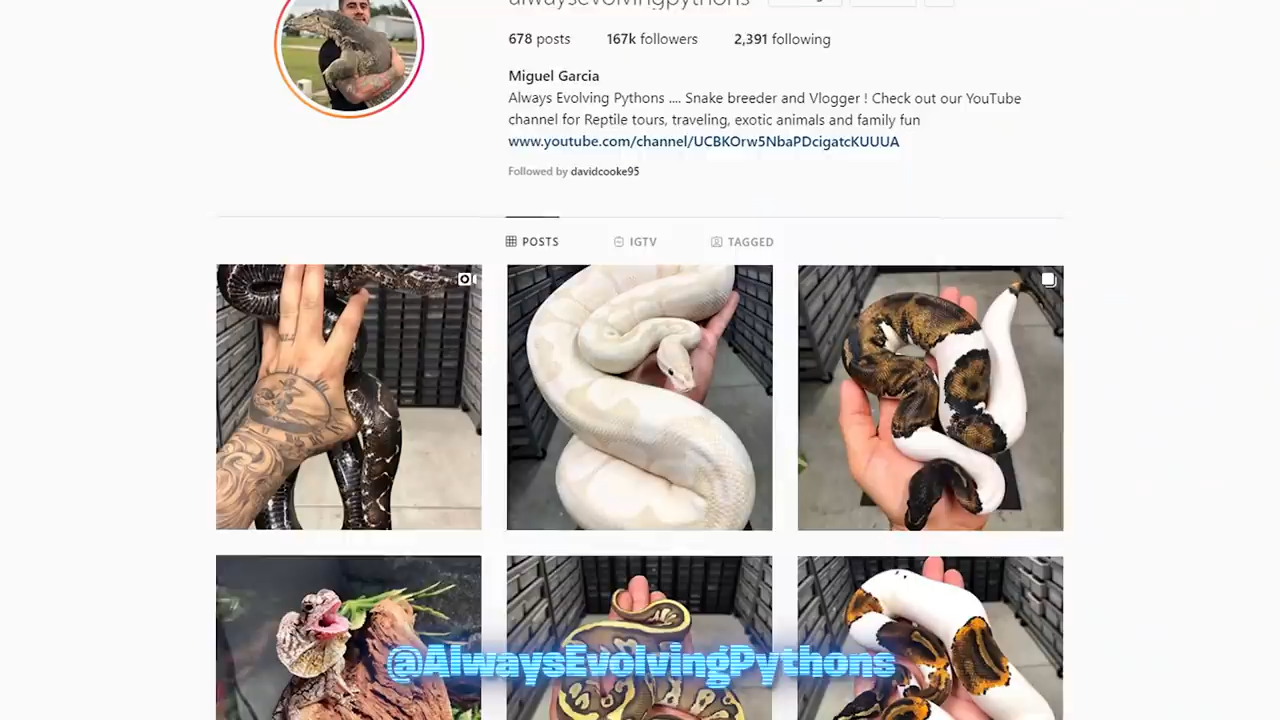 alwaysevolvingpythons
678 posts 167k followers 2,391 following
Miguel Garcia
Always Evolving Pythons .... Snake breeder and Vlogger ! Check out our YouTube
channel for Reptile tours, traveling, exotic animals and family fun
www.youtube.com/channel/UCBKOrw5NbaPDcigatcKUUUA
Followed by davidcooke95
POSTS IGTV TAGGED
@AlwaysEvolvingPythons